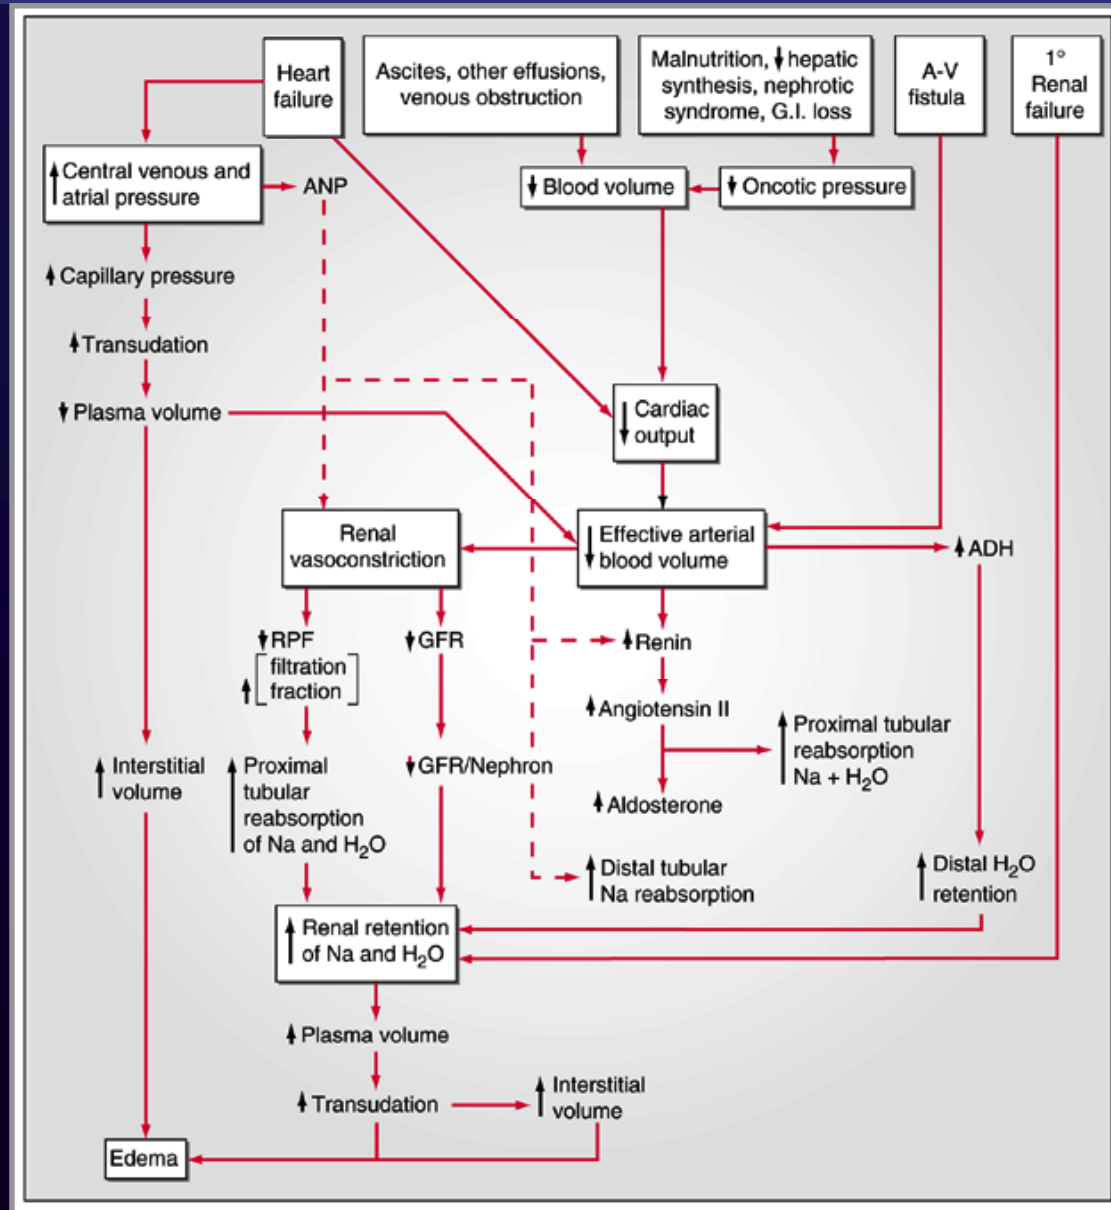 Heart
failure
Ascites, other effusions,
venous obstruction
Malnutrition, ↓hepatic
synthesis, nephrotic
syndrome, G.I. loss
A-V
fistula
1°
Renal
failure
↑ Central venous and
atrial pressure
ANP
↓ Blood volume
↓ Oncotic pressure
↑ Capillary pressure
↑ Transudation
↓ Plasma volume
↓ Cardiac
output
Renal
vasoconstriction
↓ Effective arterial
blood volume
↑ ADH
↓ RPF
↑ [filtration
fraction]
↓ GFR
↑ Renin
↑ Angiotensin II
↑ Proximal tubular
reabsorption
Na + H₂O
↑ Interstitial
volume
↑ Proximal
tubular
reabsorption
of Na and H₂O
↓ GFR/Nephron
↑ Aldosterone
↑ Distal tubular
Na reabsorption
↑ Distal H₂O
retention
↑ Renal retention
of Na and H₂O
↑ Plasma volume
↑ Transudation
↑ Interstitial
volume
Edema